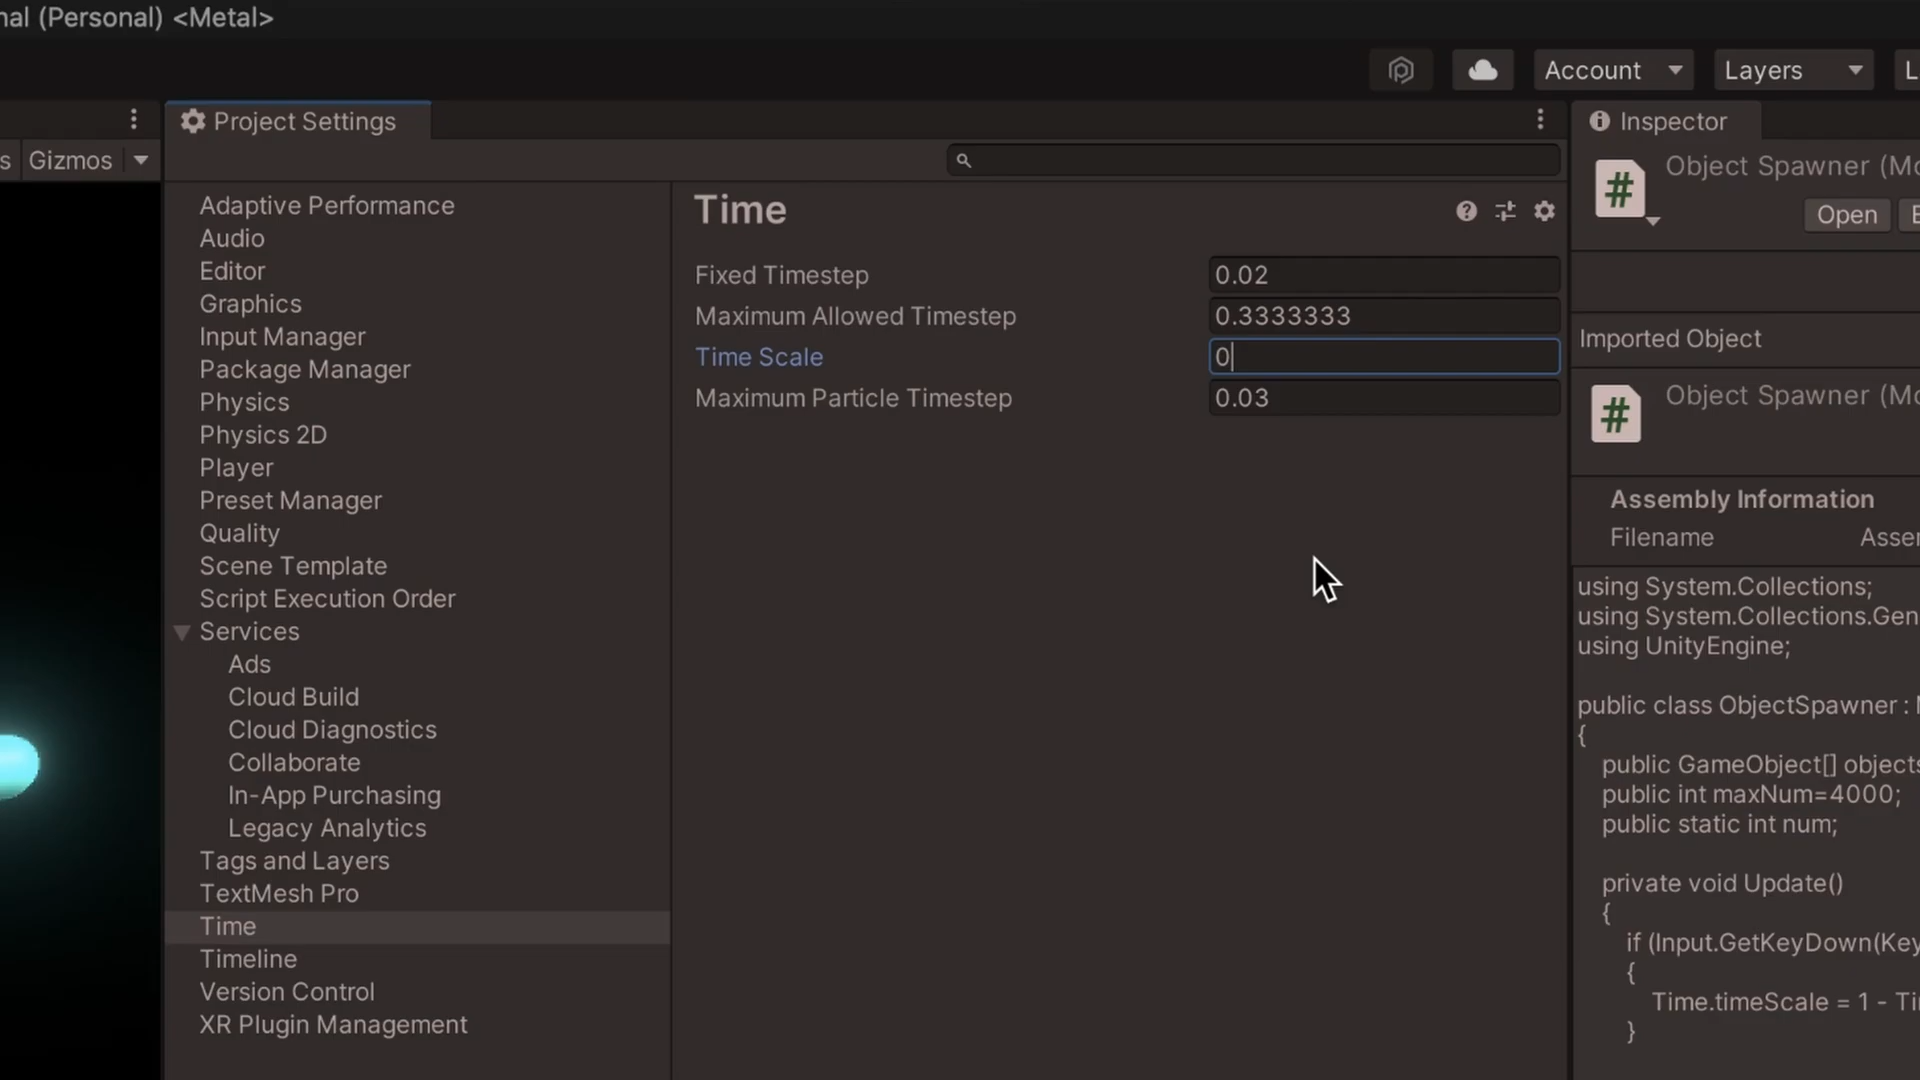 nal (Personal) <Metal>
Account
Layers
L
Project Settings
Inspector
s Gizmos
Object Spawner (Mo
Open
E
Adaptive Performance
Audio
Editor
Graphics
Input Manager
Package Manager
Physics
Physics 2D
Player
Preset Manager
Quality
Scene Template
Script Execution Order
Services
Ads
Cloud Build
Cloud Diagnostics
Collaborate
In-App Purchasing
Legacy Analytics
Tags and Layers
TextMesh Pro
Time
Timeline
Version Control
XR Plugin Management
Time
Fixed Timestep 0.02
Maximum Allowed Timestep 0.3333333
Time Scale 0
Maximum Particle Timestep 0.03
Imported Object
Object Spawner (Mo
Assembly Information
Filename Asser
using System.Collections;
using System.Collections.Gen
using UnityEngine;
public class ObjectSpawner :
{
public GameObject[] objects
public int maxNum=4000;
public static int num;
private void Update()
{
if (Input.GetKeyDown(Key
{
Time.timeScale = 1 - Ti
}